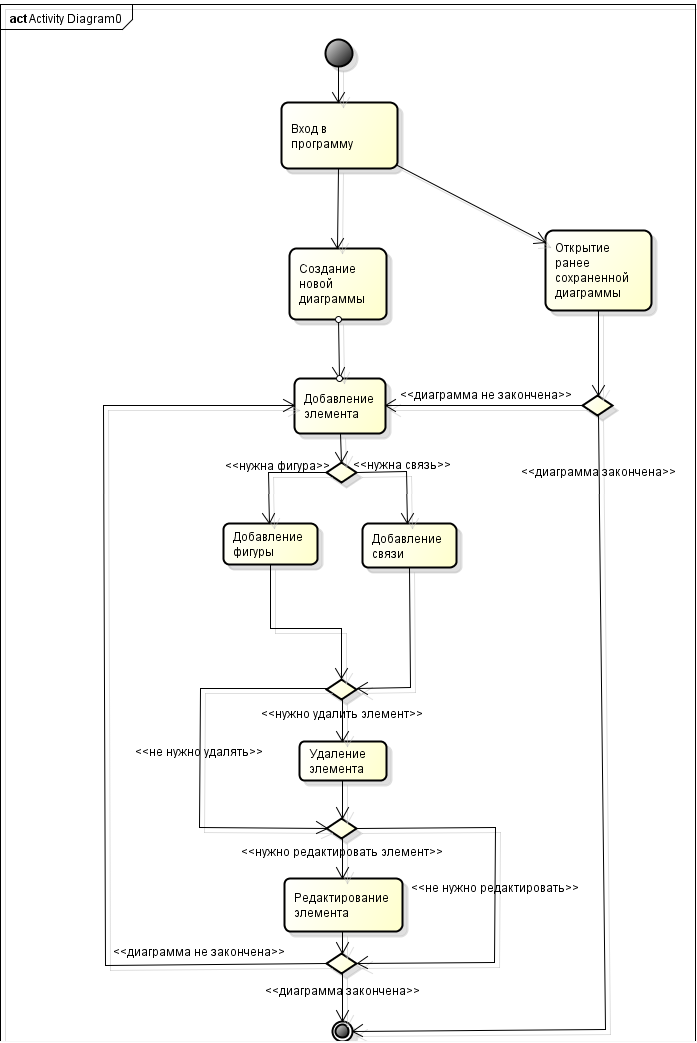 act Activity Diagram0
Вход в
программу
Создание
новой
диаграммы
Открытие
ранее
сохраненной
диаграммы
Добавление
элемента
<<диаграмма не закончена>>
<<нужна фигура>>
<<нужна связь>>
<<диаграмма закончена>>
Добавление
фигуры
Добавление
связи
<<нужно удалить элемент>>
<<не нужно удалять>>
Удаление
элемента
<<нужно редактировать элемент>>
<<не нужно редактировать>>
Редактирование
элемента
<<диаграмма не закончена>>
<<диаграмма закончена>>